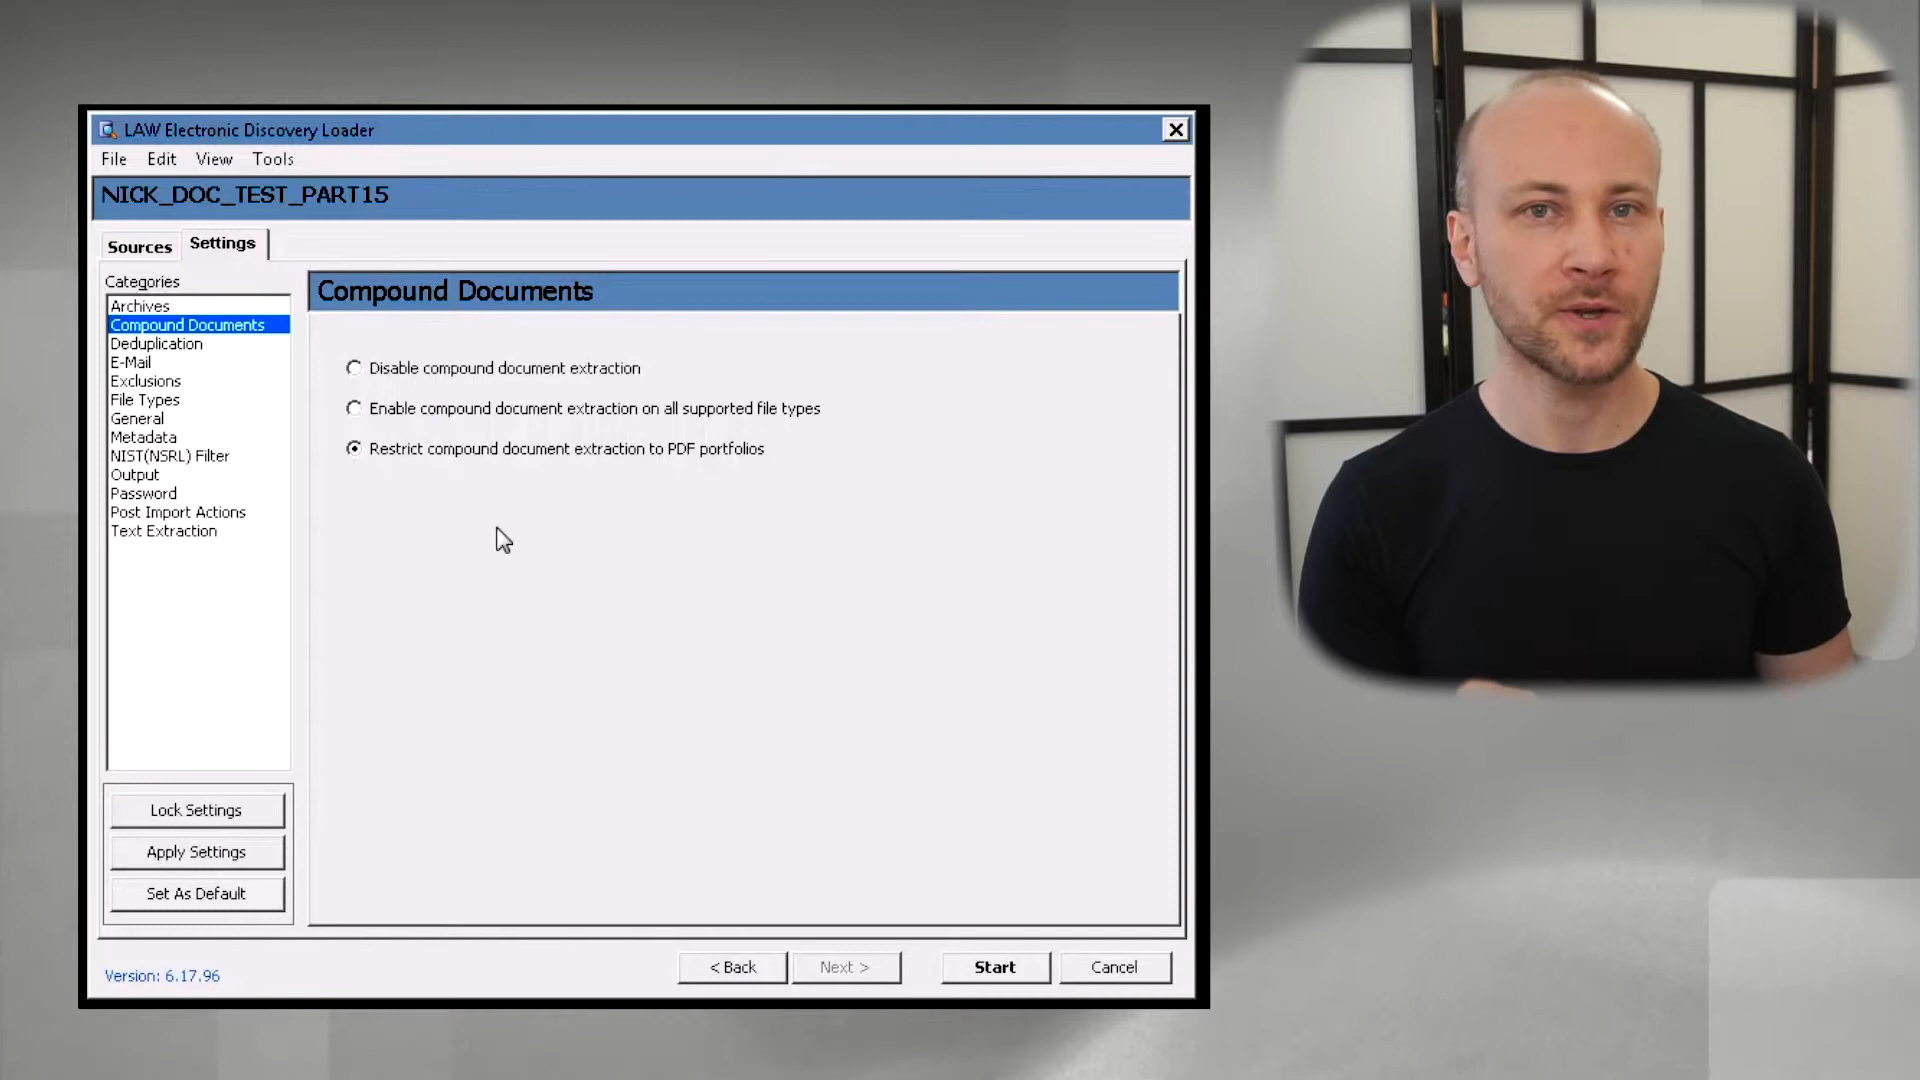 LAW Electronic Discovery Loader
File Edit View Tools
NICK_DOC_TEST_PART15
Sources Settings
Categories
Archives
Compound Documents
Deduplication
E-Mail
Exclusions
File Types
General
Metadata
NIST(NSRL) Filter
Output
Password
Post Import Actions
Text Extraction
Compound Documents
Disable compound document extraction
Enable compound document extraction on all supported file types
Restrict compound document extraction to PDF portfolios
Lock Settings
Apply Settings
Set As Default
Version: 6.17.96
< Back Next > Start Cancel